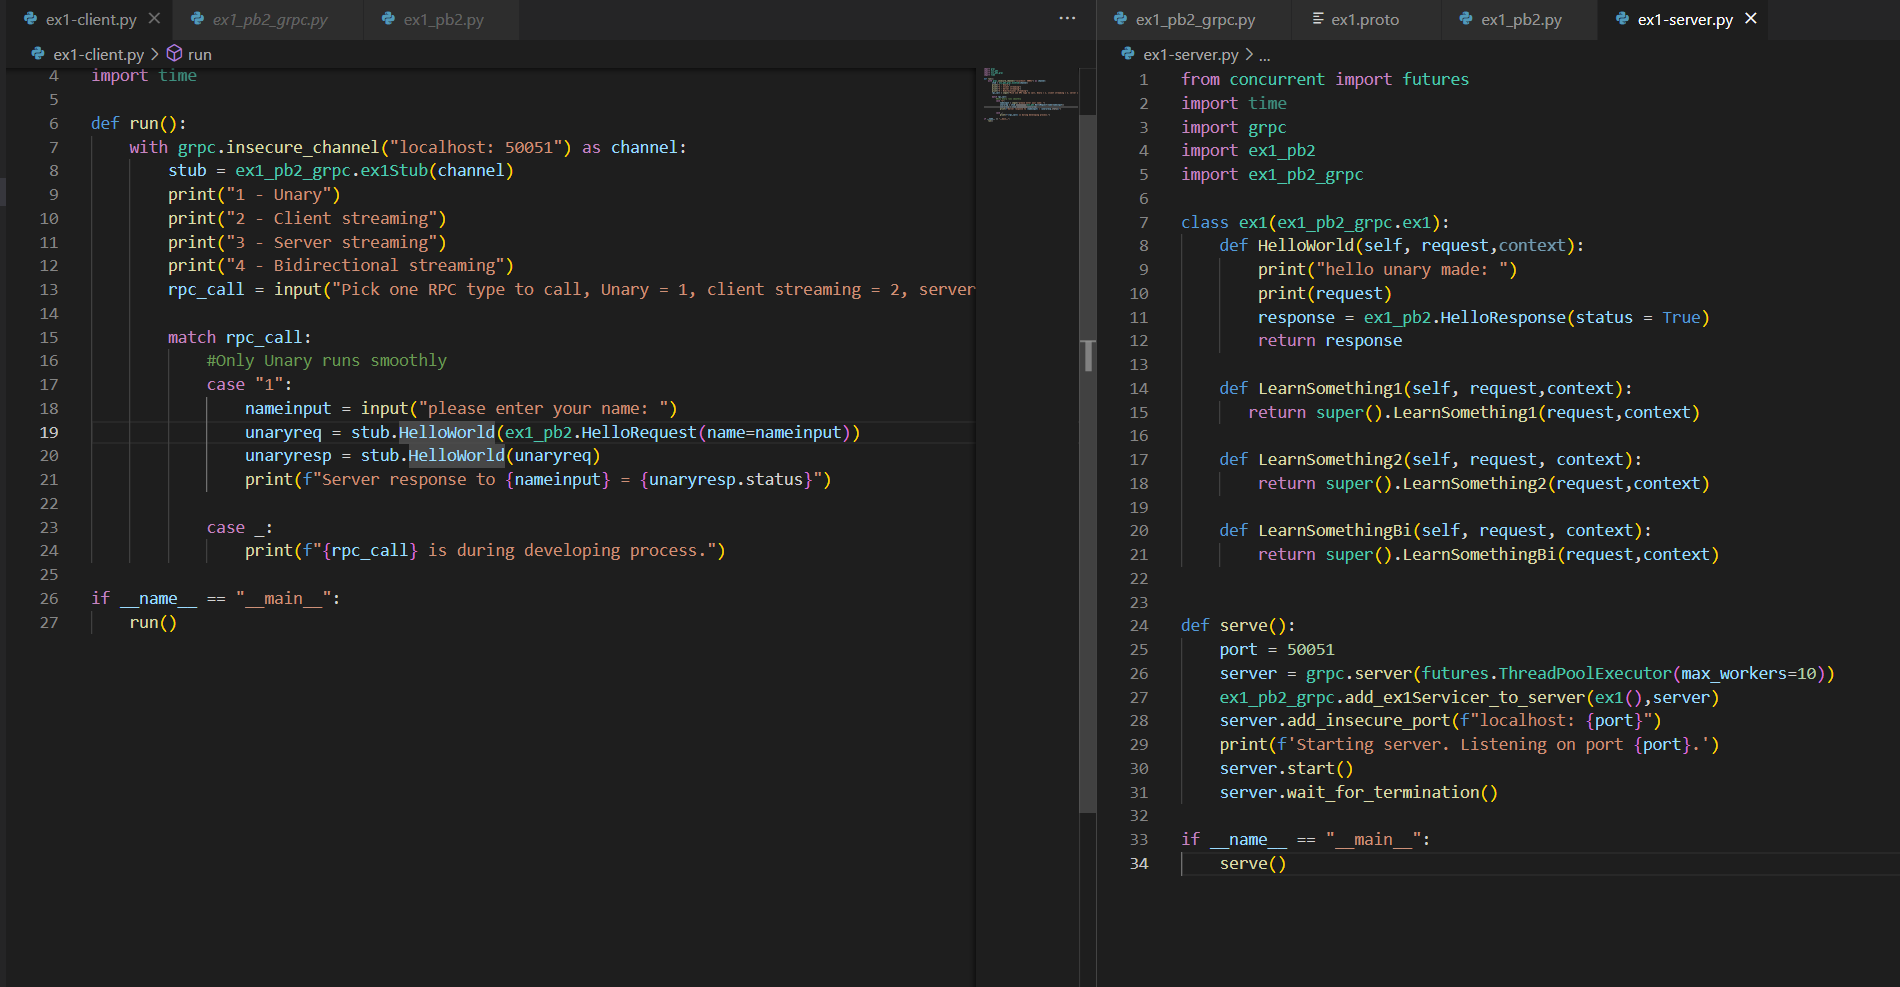 ex1-client.py
ex1_pb2_grpc.py
ex1_pb2.py
ex1-client.py > run
4 import time
5
6 def run():
7 with grpc.insecure_channel("localhost: 50051") as channel:
8 stub = ex1_pb2_grpc.ex1Stub(channel)
9 print("1 - Unary")
10 print("2 - Client streaming")
11 print("3 - Server streaming")
12 print("4 - Bidirectional streaming")
13 rpc_call = input("Pick one RPC type to call, Unary = 1, client streaming = 2, server
14
15 match rpc_call:
16 #Only Unary runs smoothly
17 case "1":
18 nameinput = input("please enter your name: ")
19 unaryreq = stub.HelloWorld(ex1_pb2.HelloRequest(name=nameinput))
20 unaryresp = stub.HelloWorld(unaryreq)
21 print(f"Server response to {nameinput} = {unaryresp.status}")
22
23 case _:
24 print(f"{rpc_call} is during developing process.")
25
26 if __name__ == "__main__":
27 run()
ex1_pb2_grpc.py
ex1.proto
ex1_pb2.py
ex1-server.py
ex1-server.py > ...
1 from concurrent import futures
2 import time
3 import grpc
4 import ex1_pb2
5 import ex1_pb2_grpc
6
7 class ex1(ex1_pb2_grpc.ex1):
8 def HelloWorld(self, request,context):
9 print("hello unary made: ")
10 print(request)
11 response = ex1_pb2.HelloResponse(status = True)
12 return response
13
14 def LearnSomething1(self, request,context):
15 return super().LearnSomething1(request,context)
16
17 def LearnSomething2(self, request, context):
18 return super().LearnSomething2(request,context)
19
20 def LearnSomethingBi(self, request, context):
21 return super().LearnSomethingBi(request,context)
22
23
24 def serve():
25 port = 50051
26 server = grpc.server(futures.ThreadPoolExecutor(max_workers=10))
27 ex1_pb2_grpc.add_ex1Servicer_to_server(ex1(),server)
28 server.add_insecure_port(f"localhost: {port}")
29 print(f'Starting server. Listening on port {port}.')
30 server.start()
31 server.wait_for_termination()
32
33 if __name__ == "__main__":
34 serve()